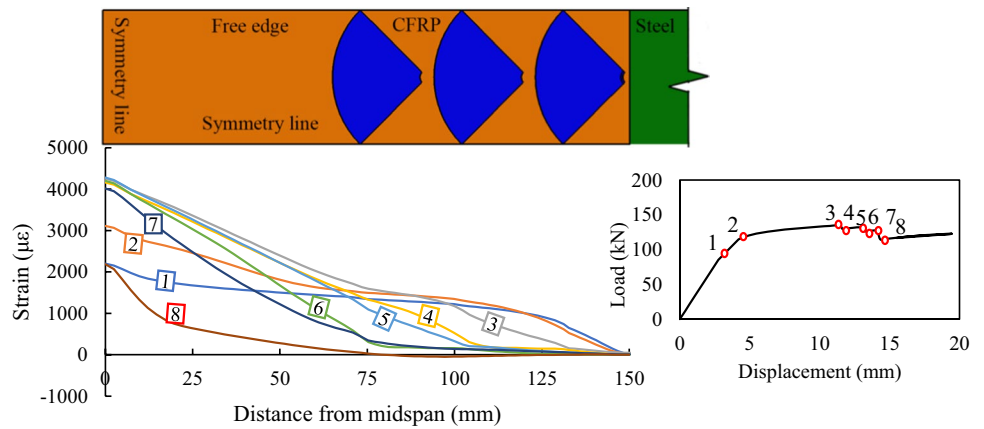 Symmetry line
Free edge
CFRP
Steel
Symmetry line
5000
4000
3000
2000
1000
0
-1000
Strain (με)
1
2
3
4
5
6
7
8
0 25 50 75 100 125 150
Distance from midspan (mm)
200
150
100
50
0
Load (kN)
1 2 3 4 5 6 7 8
0 5 10 15 20
Displacement (mm)